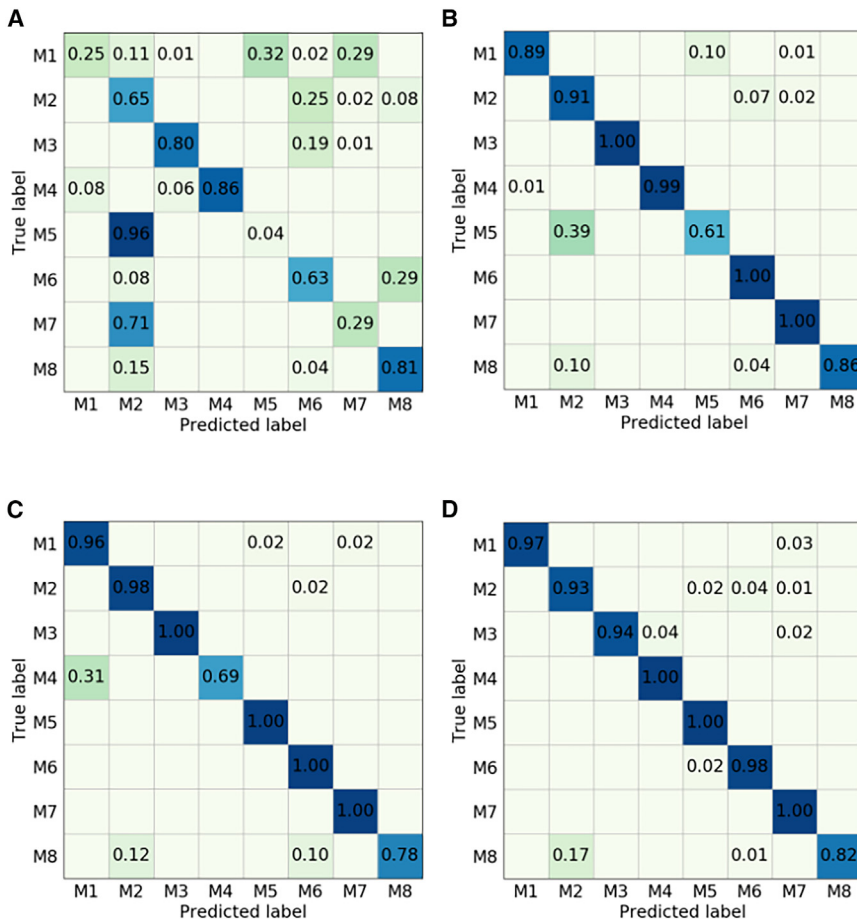 A
M1 0.25 0.11 0.01 0.32 0.02 0.29
M2 0.65 0.25 0.02 0.08
M3 0.80 0.19 0.01
M4 0.08 0.06 0.86
M5 0.96 0.04
M6 0.08 0.63 0.29
M7 0.71 0.29
M8 0.15 0.04 0.81
M1 M2 M3 M4 M5 M6 M7 M8
Predicted label
True label
B
M1 0.89 0.10 0.01
M2 0.91 0.07 0.02
M3 1.00
M4 0.01 0.99
M5 0.39 0.61
M6 1.00
M7 1.00
M8 0.10 0.04 0.86
M1 M2 M3 M4 M5 M6 M7 M8
Predicted label
True label
C
M1 0.96 0.02 0.02
M2 0.98 0.02
M3 1.00
M4 0.31 0.69
M5 1.00
M6 1.00
M7 1.00
M8 0.12 0.10 0.78
M1 M2 M3 M4 M5 M6 M7 M8
Predicted label
True label
D
M1 0.97 0.03
M2 0.93 0.02 0.04 0.01
M3 0.94 0.04 0.02
M4 1.00
M5 1.00
M6 0.02 0.98
M7 1.00
M8 0.17 0.01 0.82
M1 M2 M3 M4 M5 M6 M7 M8
Predicted label
True label